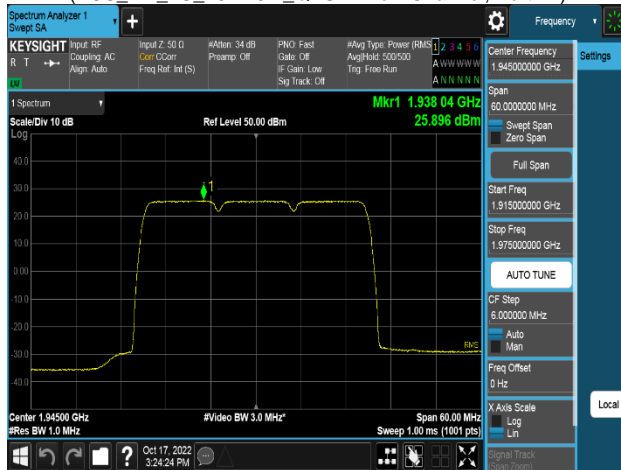 Spectrum Analyzer 1
Swept SA
Frequency
KEYSIGHT
R T
Input: RF
Coupling: AC
Align: Auto
Input Z: 50 Ω
Corr CCorr
Freq Ref: Int (S)
#Atten: 34 dB
Preamp: Off
PNO: Fast
Gate: Off
IF Gain: Low
Sig Track: Off
#Avg Type: Power (RMS
Avg|Hold: 500/500
Trig: Free Run
1 2 3 4 5 6
A W W W W W
A N N N N N
1 Spectrum
Scale/Div 10 dB
Log
Ref Level 50.00 dBm
Mkr1 1.938 04 GHz
25.896 dBm
40.0
30.0
20.0
10.0
0.00
-10.0
-20.0
-30.0
-40.0
1
RMS
Center 1.94500 GHz
#Res BW 1.0 MHz
#Video BW 3.0 MHz*
Span 60.00 MHz
Sweep 1.00 ms (1001 pts)
Center Frequency
1.945000000 GHz
Span
60.0000000 MHz
Swept Span
Zero Span
Full Span
Start Freq
1.915000000 GHz
Stop Freq
1.975000000 GHz
AUTO TUNE
CF Step
6.000000 MHz
Auto
Man
Freq Offset
0 Hz
X Axis Scale
Log
Lin
Signal Track
(Span Zoom)
Settings
Local
Oct 17, 2022
3:24:24 PM